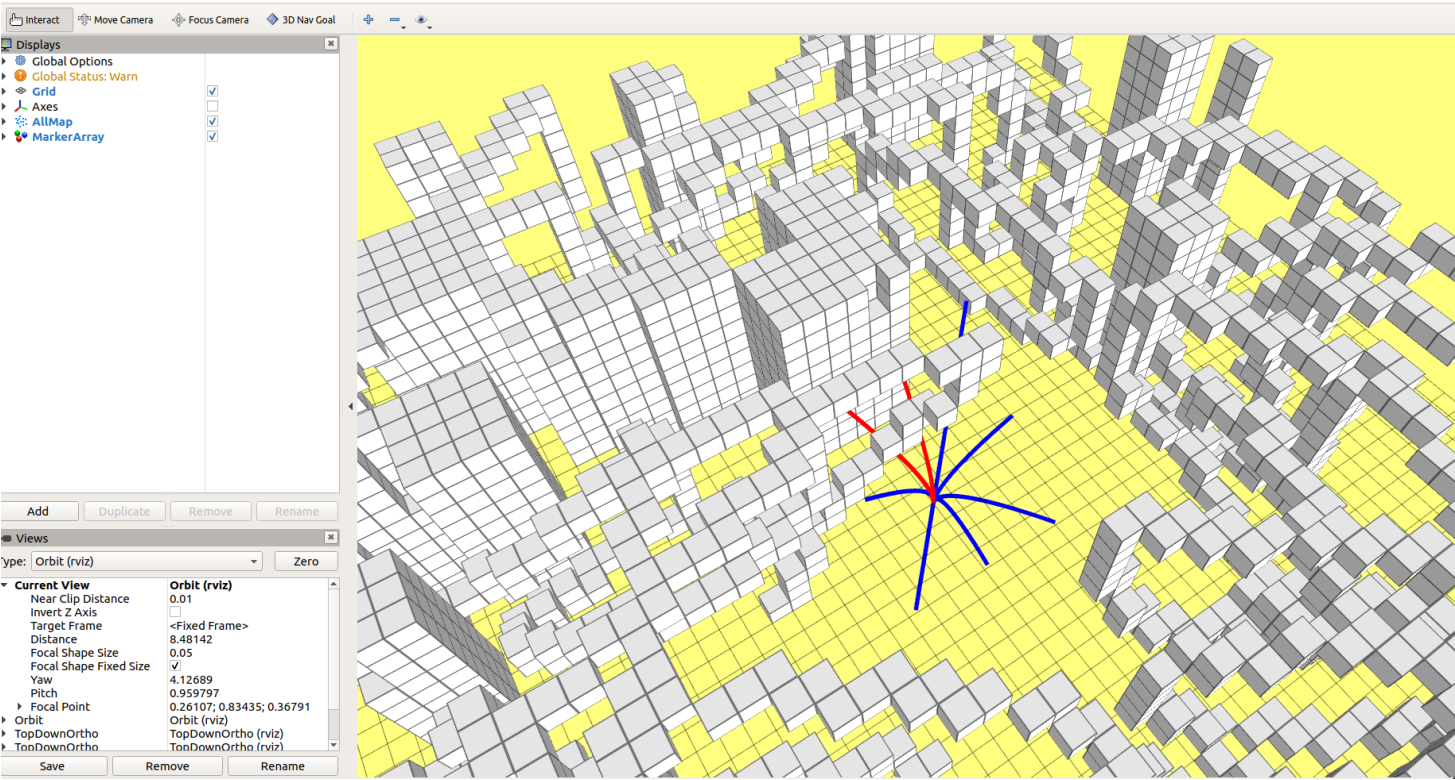 Interact Move Camera Focus Camera 3D Nav Goal
Displays
Global Options
Global Status: Warn
Grid
Axes
AllMap
MarkerArray
Add Duplicate Remove Rename
Views
Type: Orbit (rviz) Zero
Current View Orbit (rviz)
Near Clip Distance 0.01
Invert Z Axis
Target Frame <Fixed Frame>
Distance 8.48142
Focal Shape Size 0.05
Focal Shape Fixed Size
Yaw 4.12689
Pitch 0.959797
Focal Point 0.26107; 0.83435; 0.36791
Orbit Orbit (rviz)
TopDownOrtho TopDownOrtho (rviz)
TopDownOrtho TopDownOrtho (rviz)
Save Remove Rename